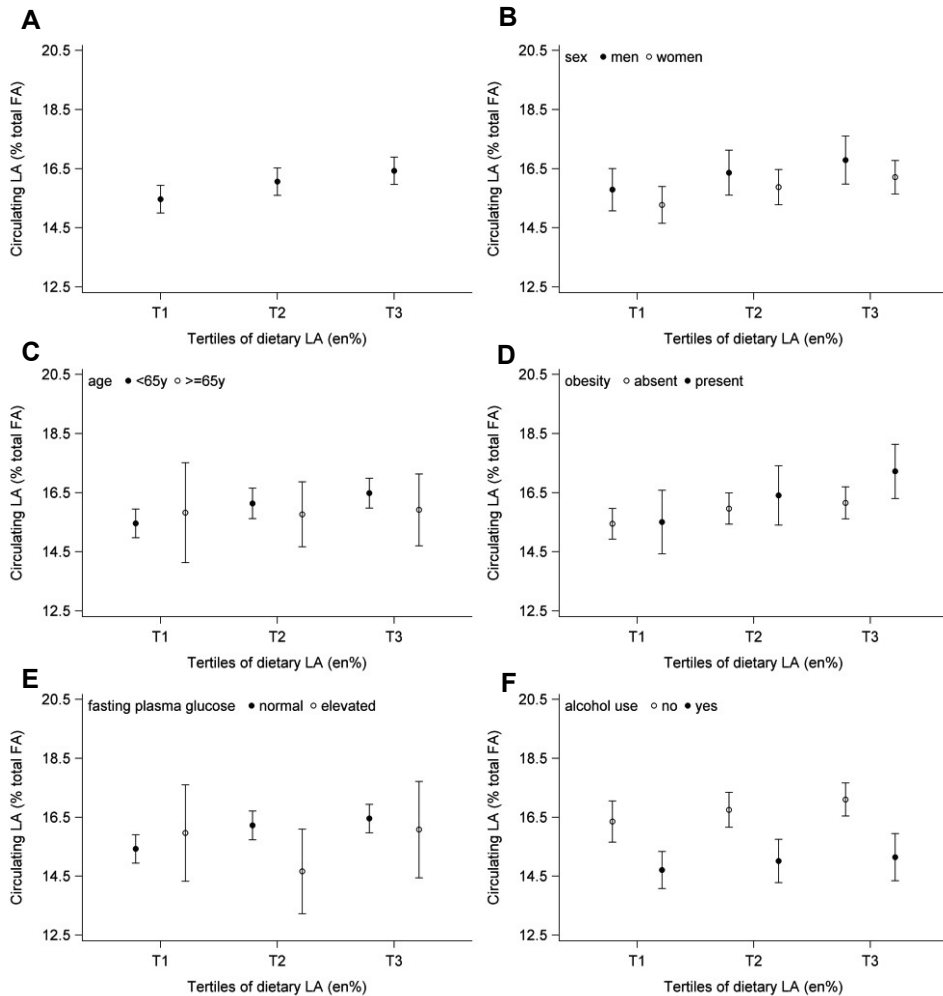 A
20.5
18.5
16.5
14.5
12.5
Circulating LA (% total FA)
T1 T2 T3
Tertiles of dietary LA (en%)
B
sex ● men ○ women
20.5
18.5
16.5
14.5
12.5
Circulating LA (% total FA)
T1 T2 T3
Tertiles of dietary LA (en%)
C
age ● <65y ○ >=65y
20.5
18.5
16.5
14.5
12.5
Circulating LA (% total FA)
T1 T2 T3
Tertiles of dietary LA (en%)
D
obesity ○ absent ● present
20.5
18.5
16.5
14.5
12.5
Circulating LA (% total FA)
T1 T2 T3
Tertiles of dietary LA (en%)
E
fasting plasma glucose ● normal ○ elevated
20.5
18.5
16.5
14.5
12.5
Circulating LA (% total FA)
T1 T2 T3
Tertiles of dietary LA (en%)
F
alcohol use ○ no ● yes
20.5
18.5
16.5
14.5
12.5
Circulating LA (% total FA)
T1 T2 T3
Tertiles of dietary LA (en%)